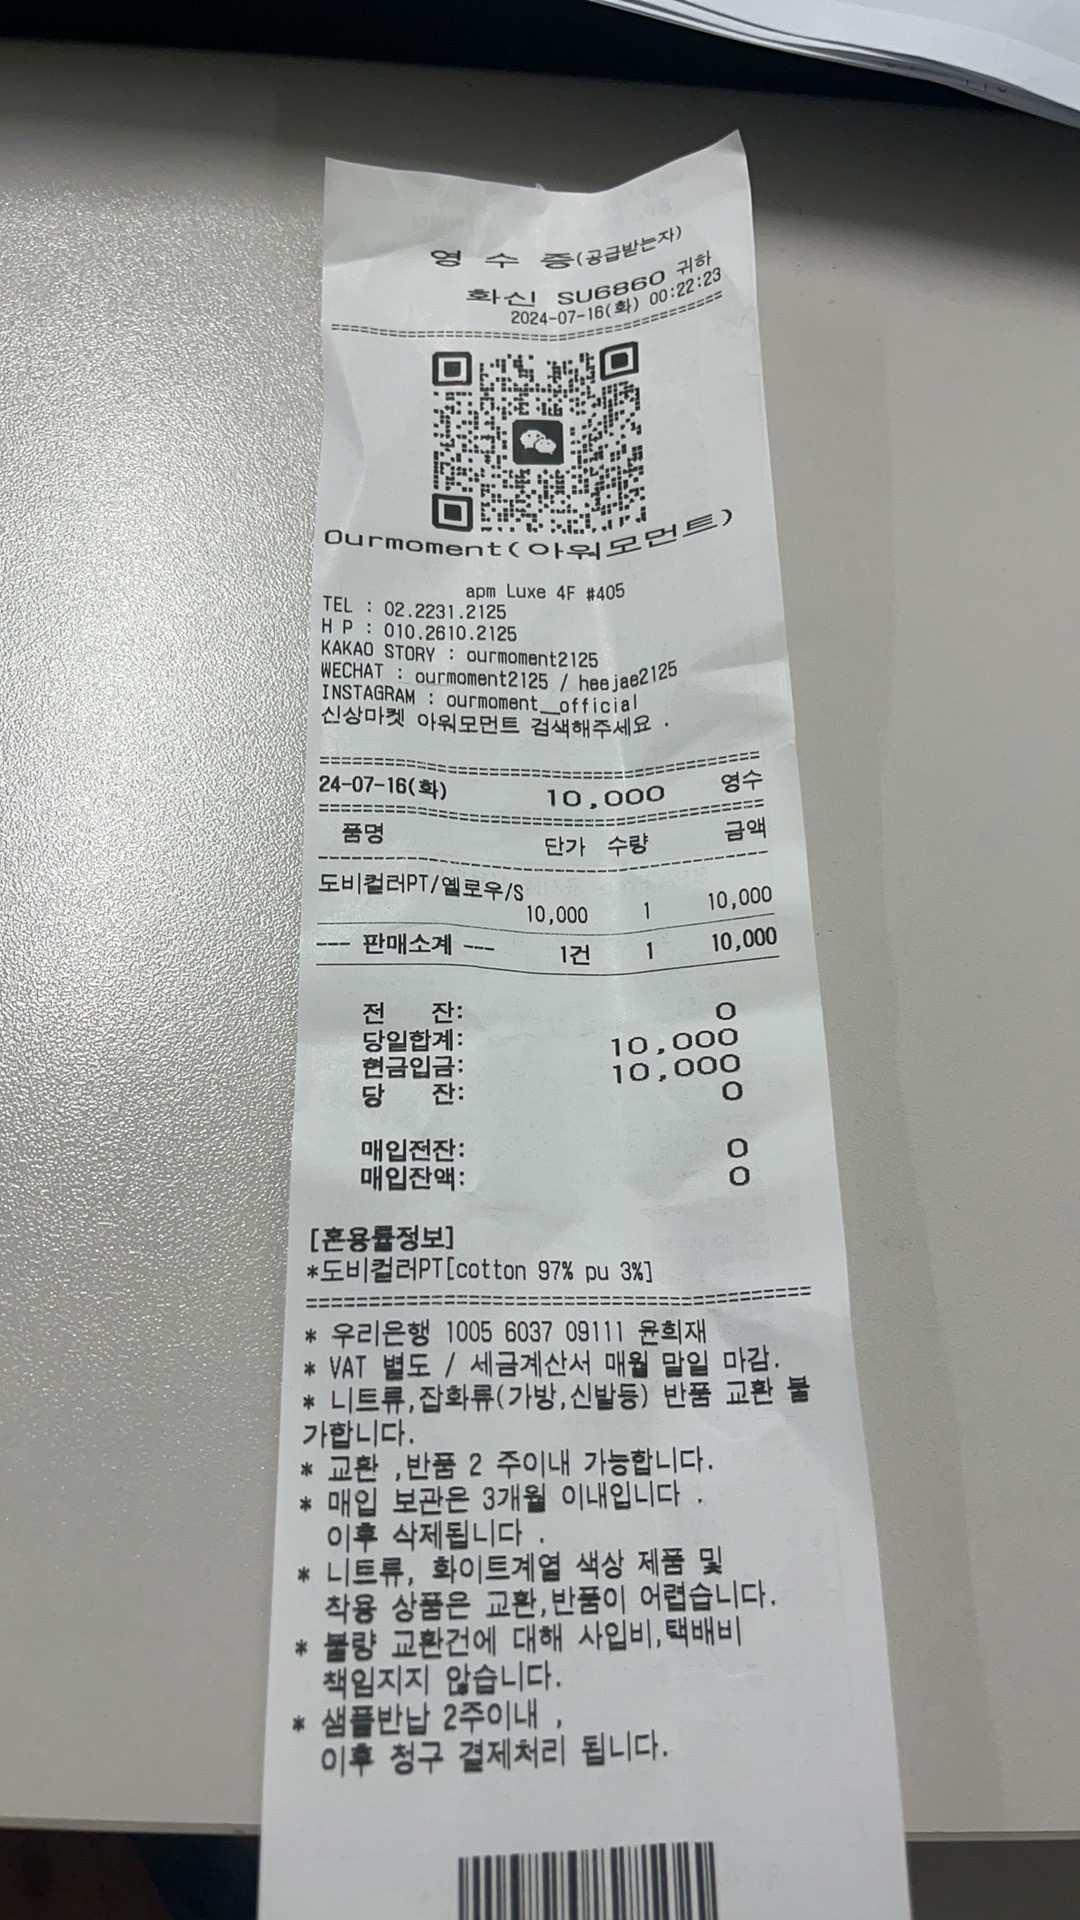 영 수 증(공급받는자)
화신 SU6860 귀하
2024-07-16(화) 00:22:23
Ourmoment(아워모먼트)
apm Luxe 4F #405
TEL : 02.2231.2125
H P : 010.2610.2125
KAKAO STORY : ourmoment2125
WECHAT : ourmoment2125 / heejae2125
INSTAGRAM : ourmoment__official
신상마켓 아워모먼트 검색해주세요 .
24-07-16(화) 10,000 영수
품명 단가 수량 금액
도비컬러PT/옐로우/S
10,000 1 10,000
--- 판매소계 --- 1건 1 10,000
전 잔: 0
당일합계: 10,000
현금입금: 10,000
당 잔: 0
매입전잔: 0
매입잔액: 0
[혼용률정보]
*도비컬러PT[cotton 97% pu 3%]
* 우리은행 1005 6037 09111 윤희재
* VAT 별도 / 세금계산서 매월 말일 마감.
* 니트류,잡화류(가방,신발등) 반품 교환 불
가합니다.
* 교환 ,반품 2 주이내 가능합니다.
* 매입 보관은 3개월 이내입니다 .
이후 삭제됩니다 .
* 니트류, 화이트계열 색상 제품 및
착용 상품은 교환,반품이 어렵습니다.
* 불량 교환건에 대해 사입비,택배비
책임지지 않습니다.
* 샘플반납 2주이내 ,
이후 청구 결제처리 됩니다.